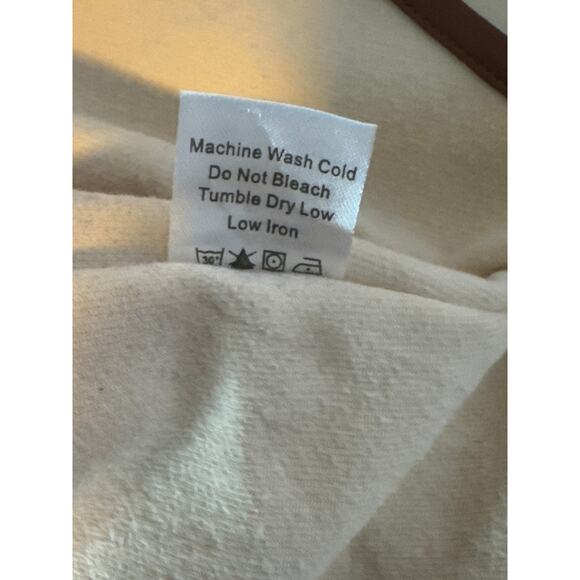 Machine Wash Cold
Do Not Bleach
Tumble Dry Low
Low Iron
30°